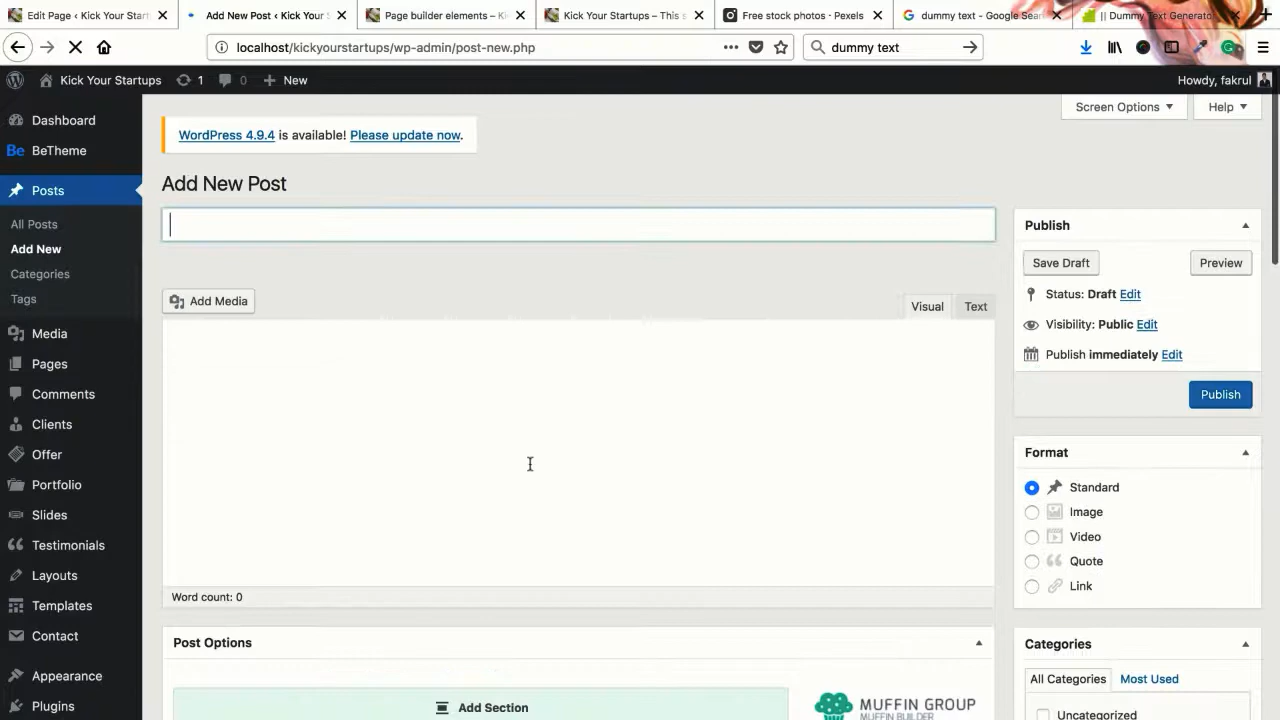 Edit Page ‹ Kick Your Start
Add New Post ‹ Kick Your S
Page builder elements – Ki
Kick Your Startups – This s
Free stock photos · Pexels
dummy text - Google Sear
|| Dummy Text Generator
localhost/kickyourstartups/wp-admin/post-new.php
dummy text
Kick Your Startups
1
0
New
Howdy, fakrul
Screen Options
Help
Dashboard
BeTheme
Posts
All Posts
Add New
Categories
Tags
Media
Pages
Comments
Clients
Offer
Portfolio
Slides
Testimonials
Layouts
Templates
Contact
Appearance
Plugins
WordPress 4.9.4 is available! Please update now.
Add New Post
Add Media
Visual
Text
Word count: 0
Post Options
Add Section
MUFFIN GROUP
MUFFIN BUILDER
Publish
Save Draft
Preview
Status: Draft Edit
Visibility: Public Edit
Publish immediately Edit
Publish
Format
Standard
Image
Video
Quote
Link
Categories
All Categories
Most Used
Uncategorized